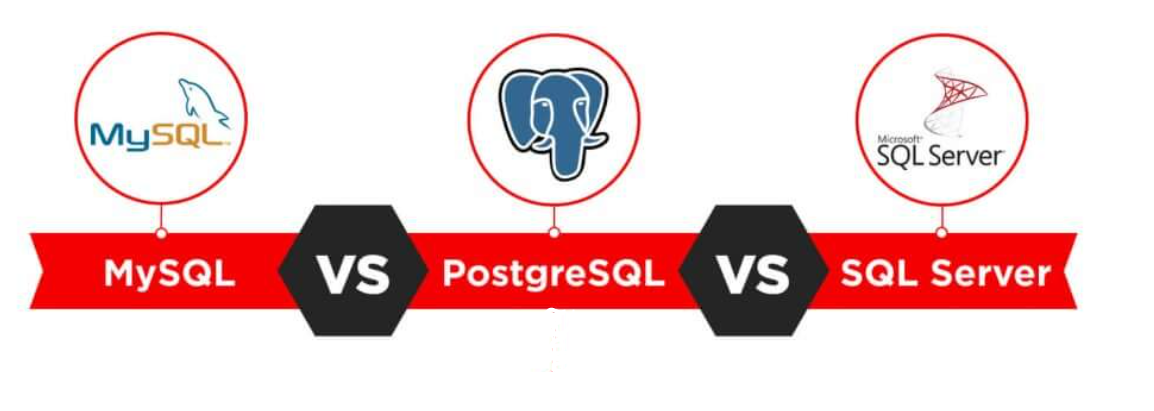 MySQL
Microsoft
SQL Server
MySQL VS PostgreSQL VS SQL Server